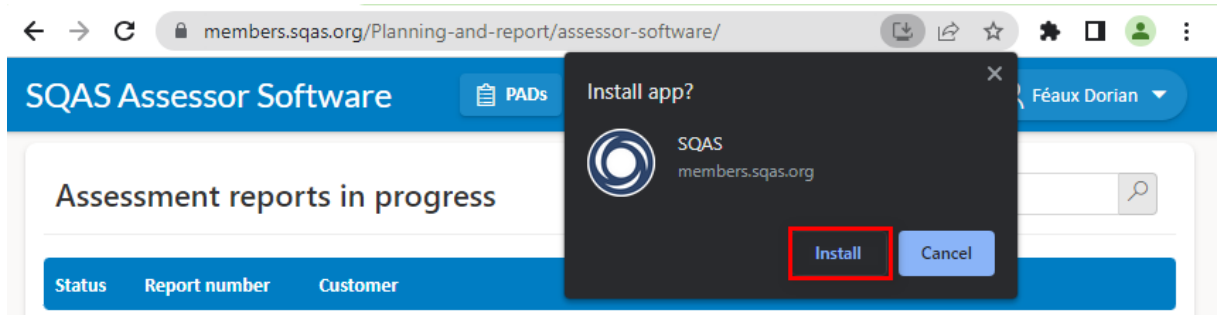 members.sqas.org/Planning-and-report/assessor-software/
SQAS Assessor Software
PADs
Install app?
Féaux Dorian
SQAS
members.sqas.org
Assessment reports in progress
Install
Cancel
Status Report number Customer